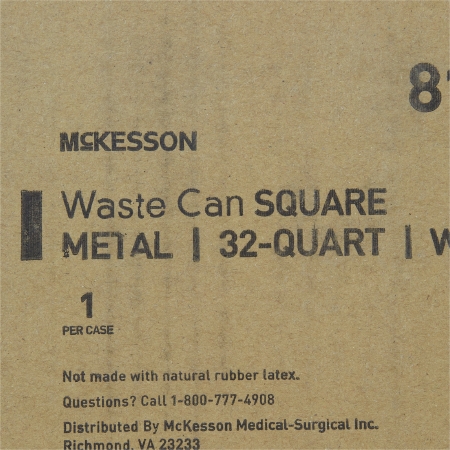 8
McKESSON
Waste Can SQUARE
METAL | 32-QUART |
1
PER CASE
Not made with natural rubber latex.
Questions? Call 1-800-777-4908
Distributed By McKesson Medical-Surgical Inc.
Richmond, VA 23233